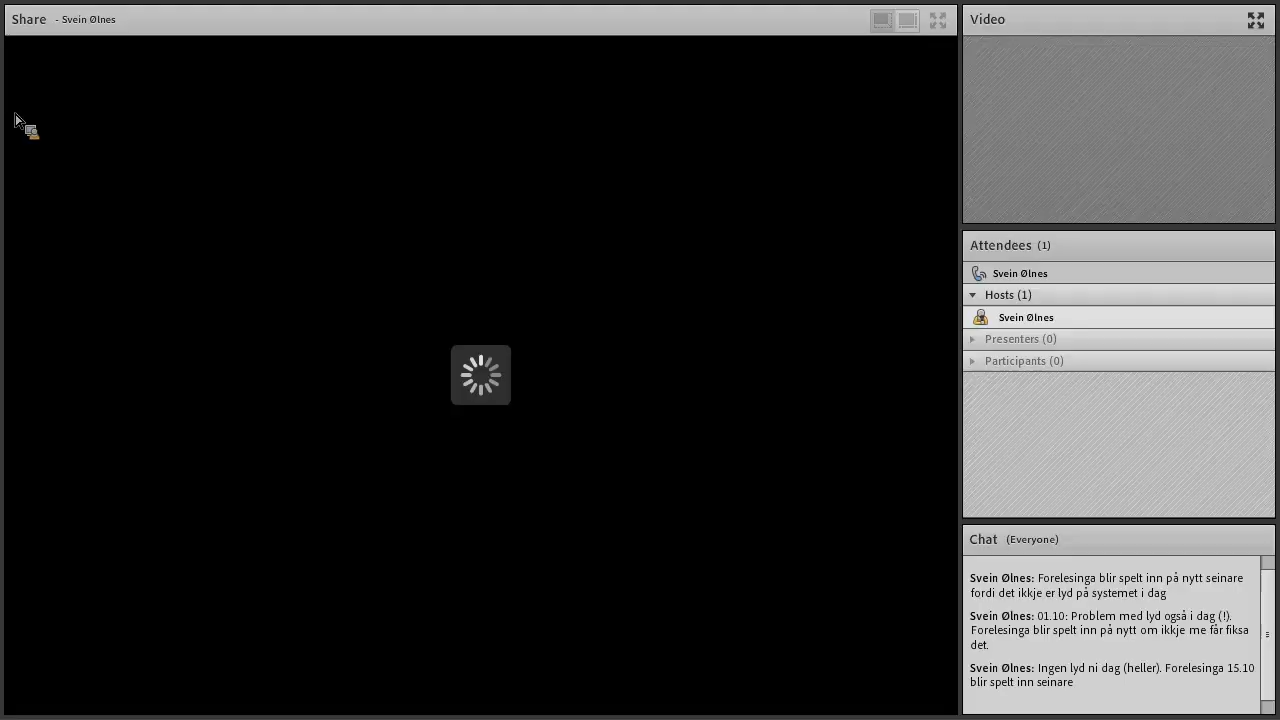 Share - Svein Ølnes
Video
Attendees (1)
Svein Ølnes
Hosts (1)
Svein Ølnes
Presenters (0)
Participants (0)
Chat (Everyone)
Svein Ølnes: Forelesinga blir spelt inn på nytt seinare
fordi det ikkje er lyd på systemet i dag
Svein Ølnes: 01.10: Problem med lyd også i dag (!).
Forelesinga blir spelt inn på nytt om ikkje me får fiksa
det.
Svein Ølnes: Ingen lyd ni dag (heller). Forelesinga 15.10
blir spelt inn seinare